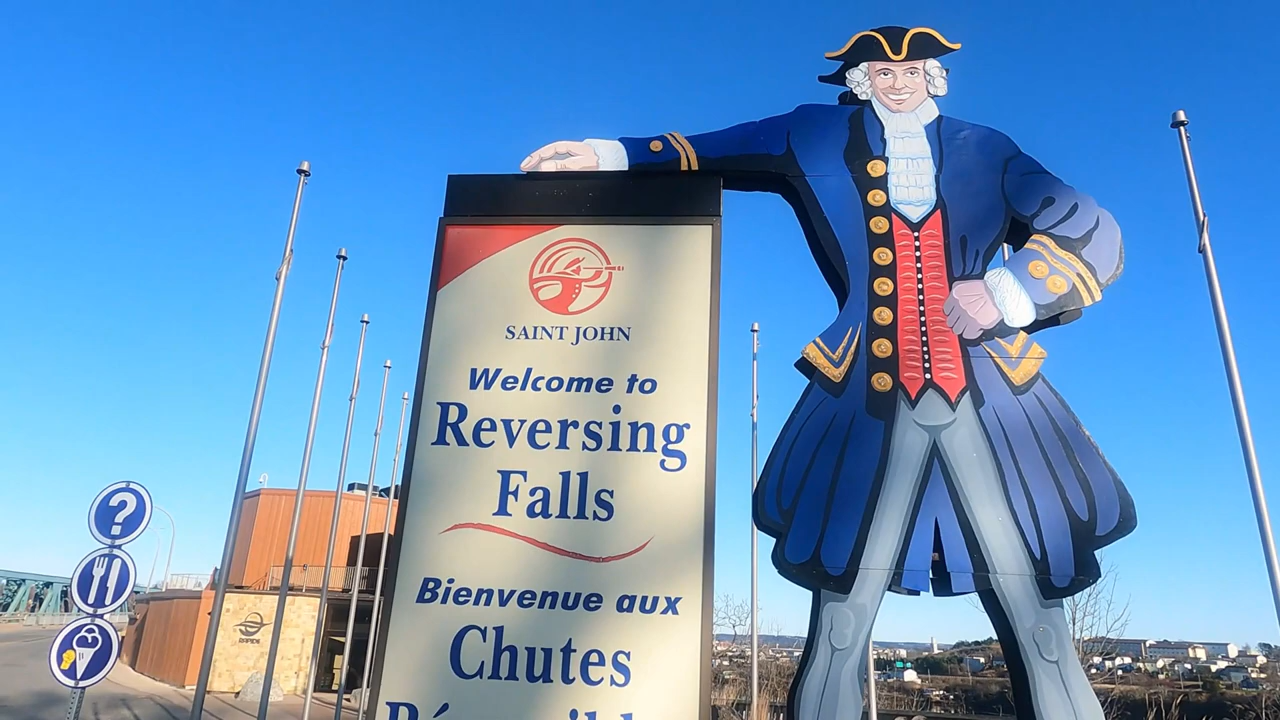 SAINT JOHN
Welcome to
Reversing
Falls
Bienvenue aux
Chutes
?